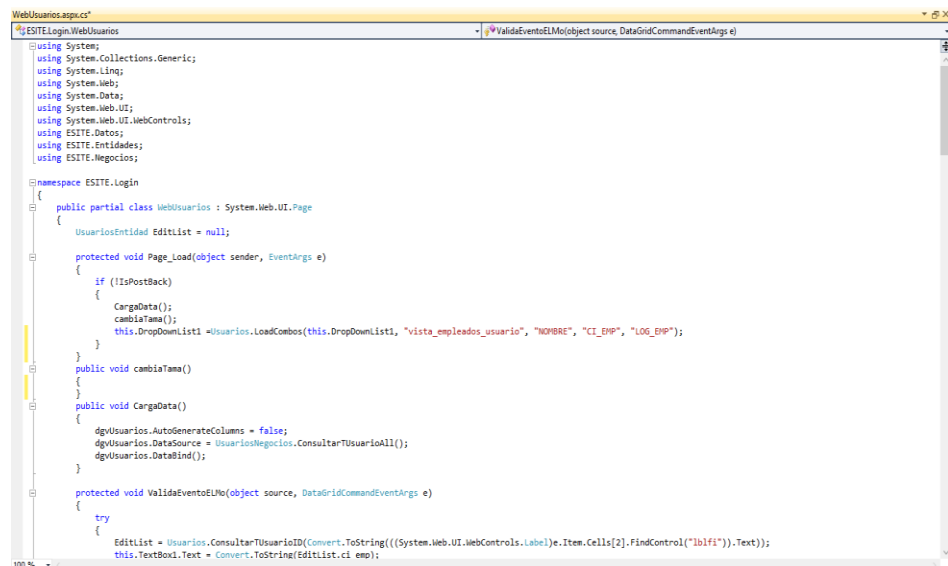 WebUsuarios.aspx.cs*
ESITE.Login.WebUsuarios
ValidaEventoELMo(object source, DataGridCommandEventArgs e)
using System;
using System.Collections.Generic;
using System.Linq;
using System.Web;
using System.Data;
using System.Web.UI;
using System.Web.UI.WebControls;
using ESITE.Datos;
using ESITE.Entidades;
using ESITE.Negocios;
namespace ESITE.Login
{
public partial class WebUsuarios : System.Web.UI.Page
{
UsuariosEntidad EditList = null;
protected void Page_Load(object sender, EventArgs e)
{
if (!IsPostBack)
{
CargaData();
cambiaTama();
this.DropDownList1 =Usuarios.LoadCombos(this.DropDownList1, "vista_empleados_usuario", "NOMBRE", "CI_EMP", "LOG_EMP");
}
}
public void cambiaTama()
{
}
public void CargaData()
{
dgvUsuarios.AutoGenerateColumns = false;
dgvUsuarios.DataSource = UsuariosNegocios.ConsultarTUsuarioAll();
dgvUsuarios.DataBind();
}
protected void ValidaEventoELMo(object source, DataGridCommandEventArgs e)
{
try
{
EditList = Usuarios.ConsultarTUsuarioID(Convert.ToString(((System.Web.UI.WebControls.Label)e.Item.Cells[2].FindControl("lblfi")).Text));
this.TextBox1.Text = Convert.ToString(EditList.ci_emp);
100 %